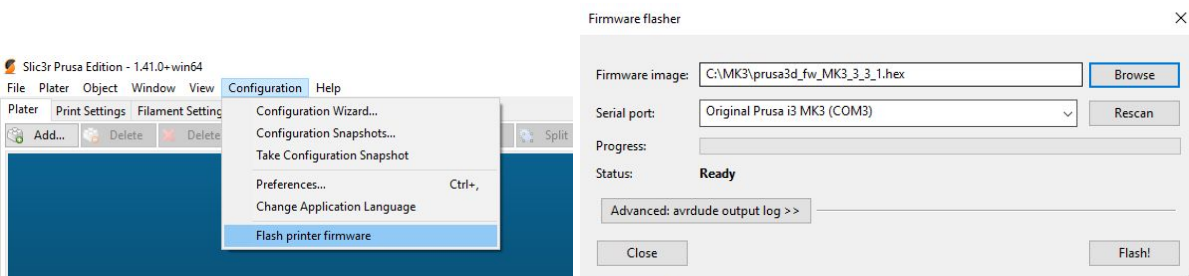 Slic3r Prusa Edition - 1.41.0+win64
File Plater Object Window View Configuration Help
Plater Print Settings Filament Setting
Add... Delete Delete Split
Configuration Wizard...
Configuration Snapshots...
Take Configuration Snapshot
Preferences... Ctrl+,
Change Application Language
Flash printer firmware
Firmware flasher
Firmware image: C:\MK3\prusa3d_fw_MK3_3_3_1.hex Browse
Serial port: Original Prusa i3 MK3 (COM3) Rescan
Progress:
Status: Ready
Advanced: avrdude output log >>
Close Flash!